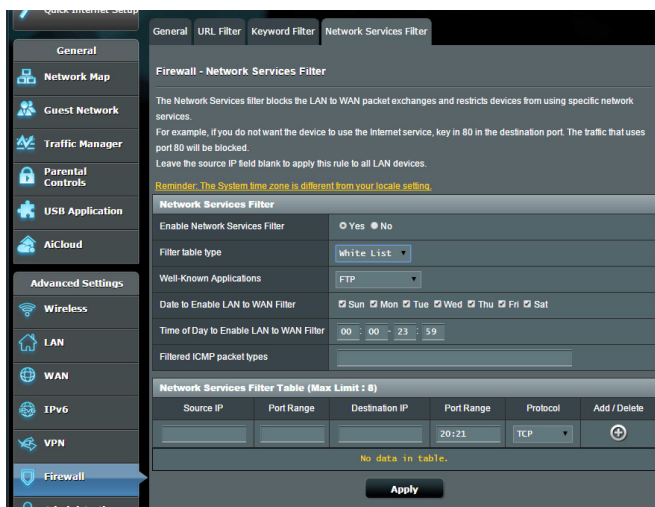 Quick Internet Setup
General
Network Map
Guest Network
Traffic Manager
Parental
Controls
USB Application
AiCloud
Advanced Settings
Wireless
LAN
WAN
IPv6
VPN
Firewall
General URL Filter Keyword Filter Network Services Filter
Firewall - Network Services Filter
The Network Services filter blocks the LAN to WAN packet exchanges and restricts devices from using specific network
services.
For example, if you do not want the device to use the Internet service, key in 80 in the destination port. The traffic that uses
port 80 will be blocked.
Leave the source IP field blank to apply this rule to all LAN devices.
Reminder: The System time zone is different from your locale setting.
Network Services Filter
Enable Network Services Filter Yes No
Filter table type White List
Well-Known Applications FTP
Date to Enable LAN to WAN Filter Sun Mon Tue Wed Thu Fri Sat
Time of Day to Enable LAN to WAN Filter 00 : 00 - 23 : 59
Filtered ICMP packet types
Network Services Filter Table (Max Limit : 8)
Source IP Port Range Destination IP Port Range Protocol Add / Delete
20:21 TCP
No data in table.
Apply